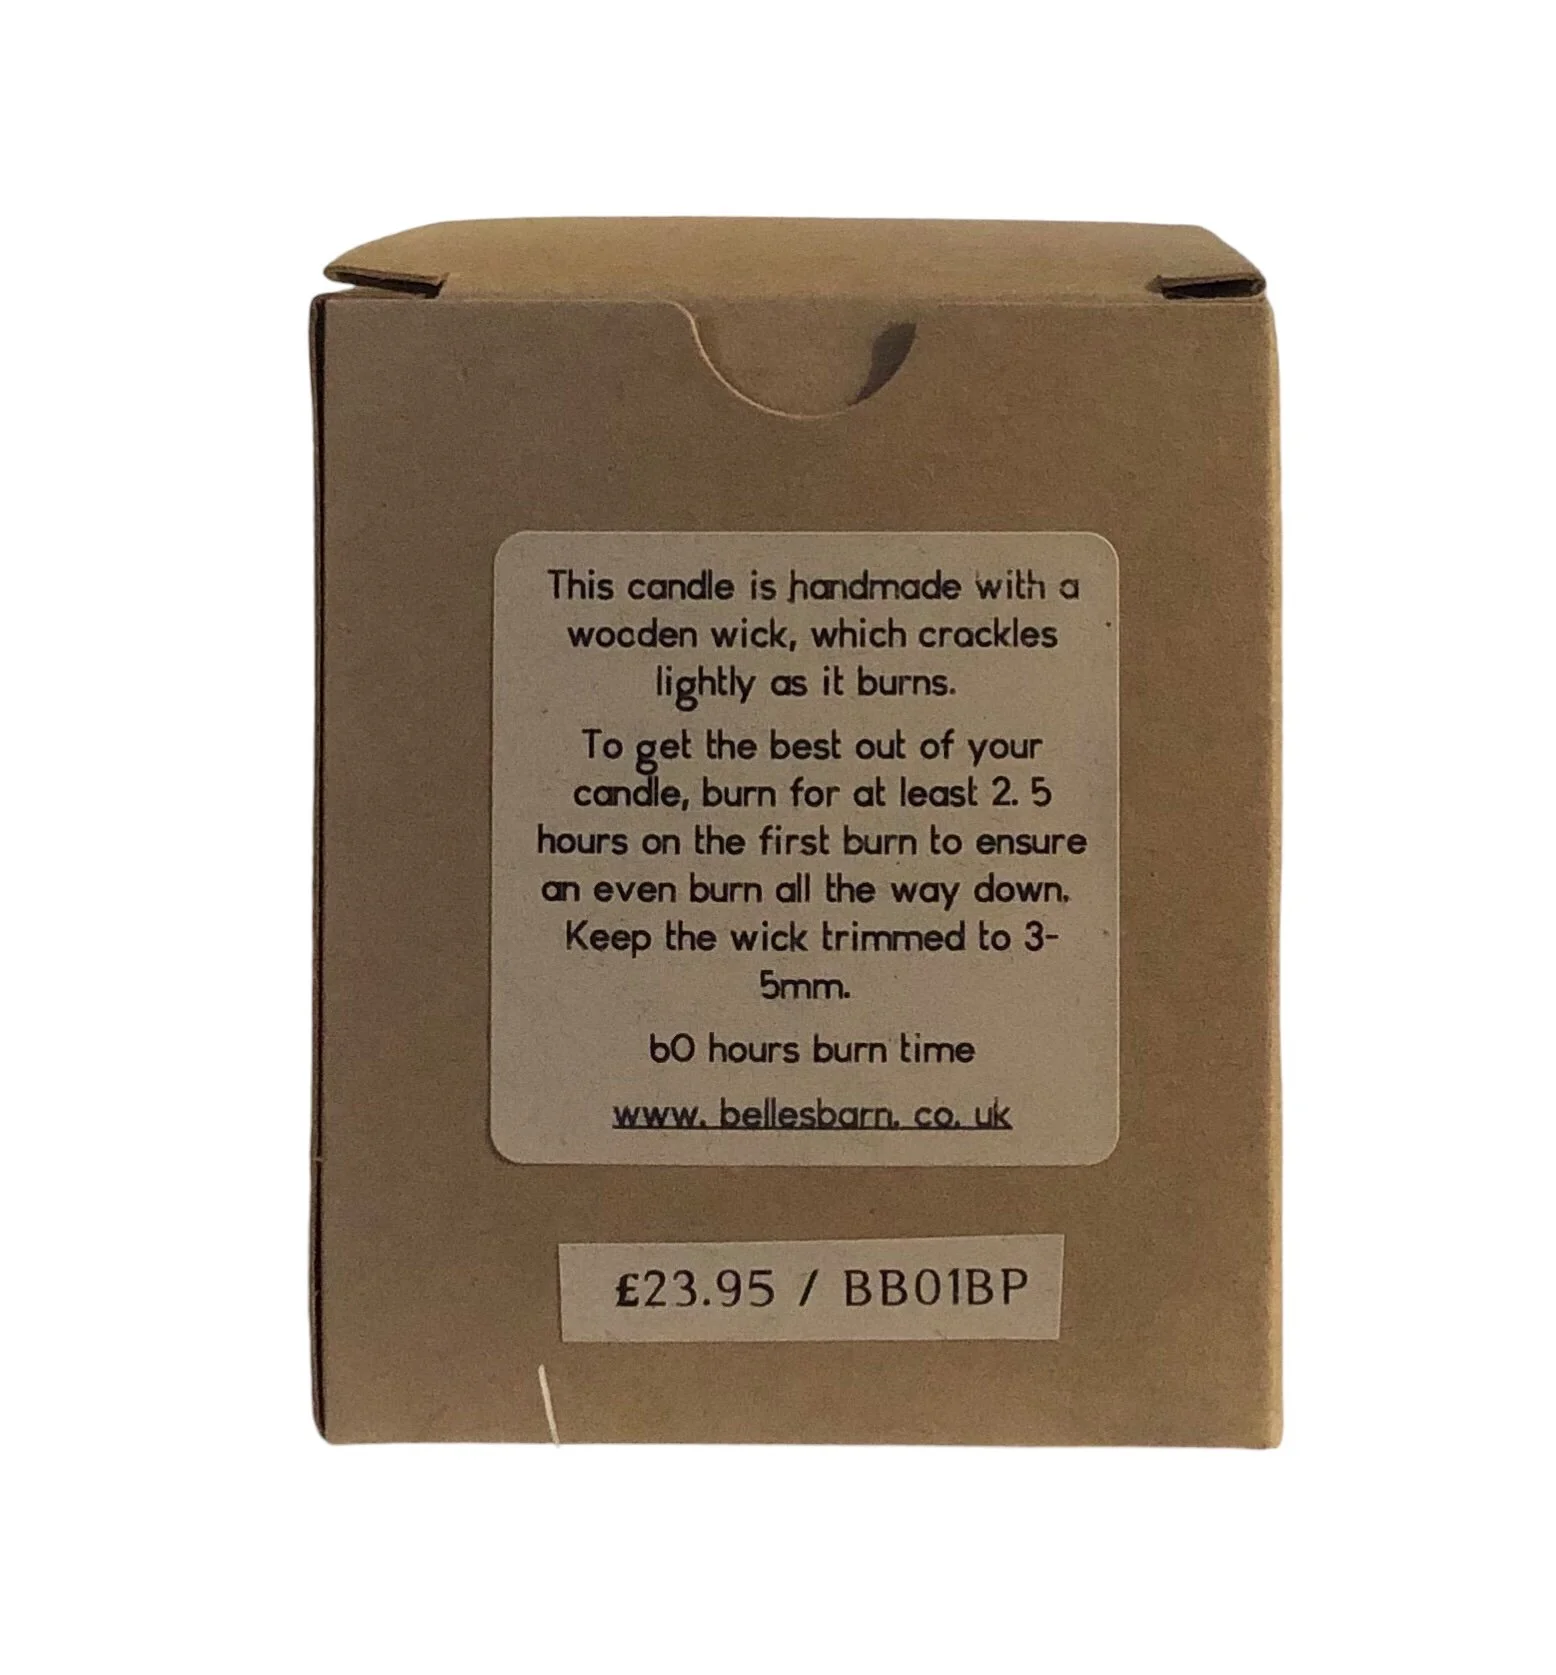 This candle is handmade with a
wooden wick, which crackles
lightly as it burns.
To get the best out of your
candle, burn for at least 2. 5
hours on the first burn to ensure
an even burn all the way down.
Keep the wick trimmed to 3-
5mm.
60 hours burn time
www. bellesbarn. co. uk
£23.95 / BB01BP